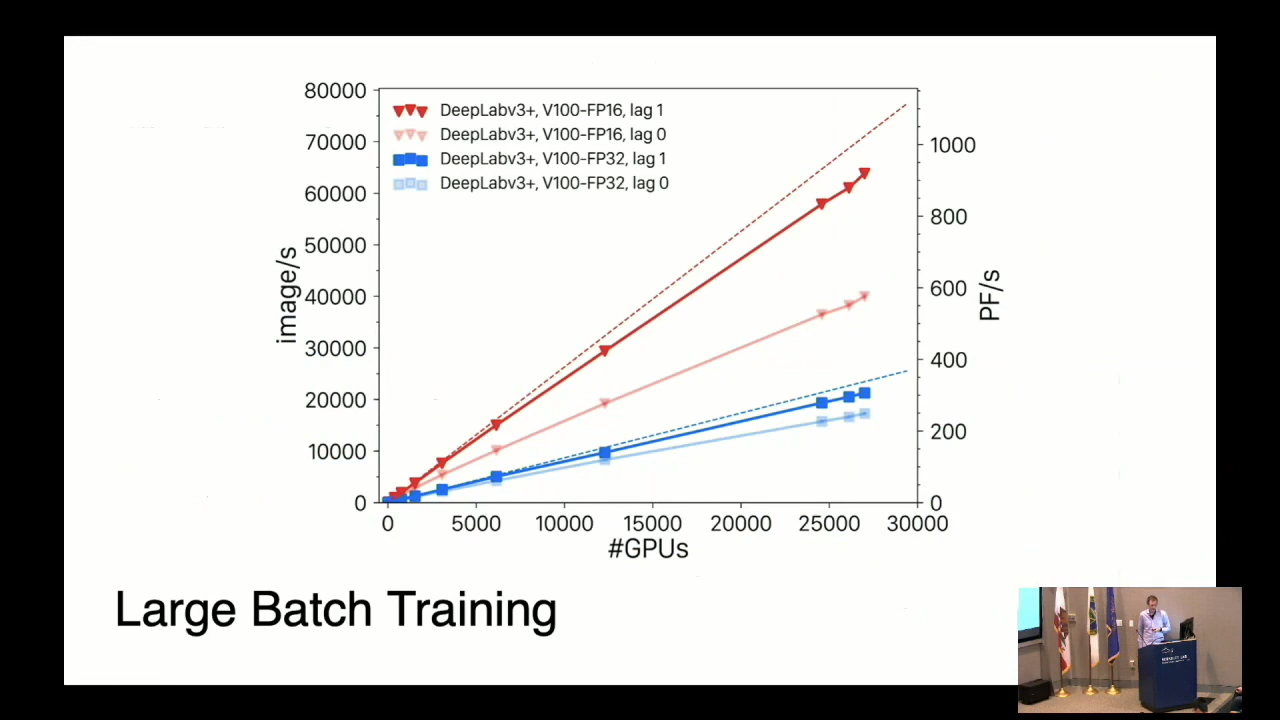 80000
70000
60000
50000
40000
30000
20000
10000
0
image/s
DeepLabv3+, V100-FP16, lag 1
DeepLabv3+, V100-FP16, lag 0
DeepLabv3+, V100-FP32, lag 1
DeepLabv3+, V100-FP32, lag 0
1000
800
600
400
200
0
PF/s
0 5000 10000 15000 20000 25000 30000
#GPUs
Large Batch Training
BERKELEY LAB